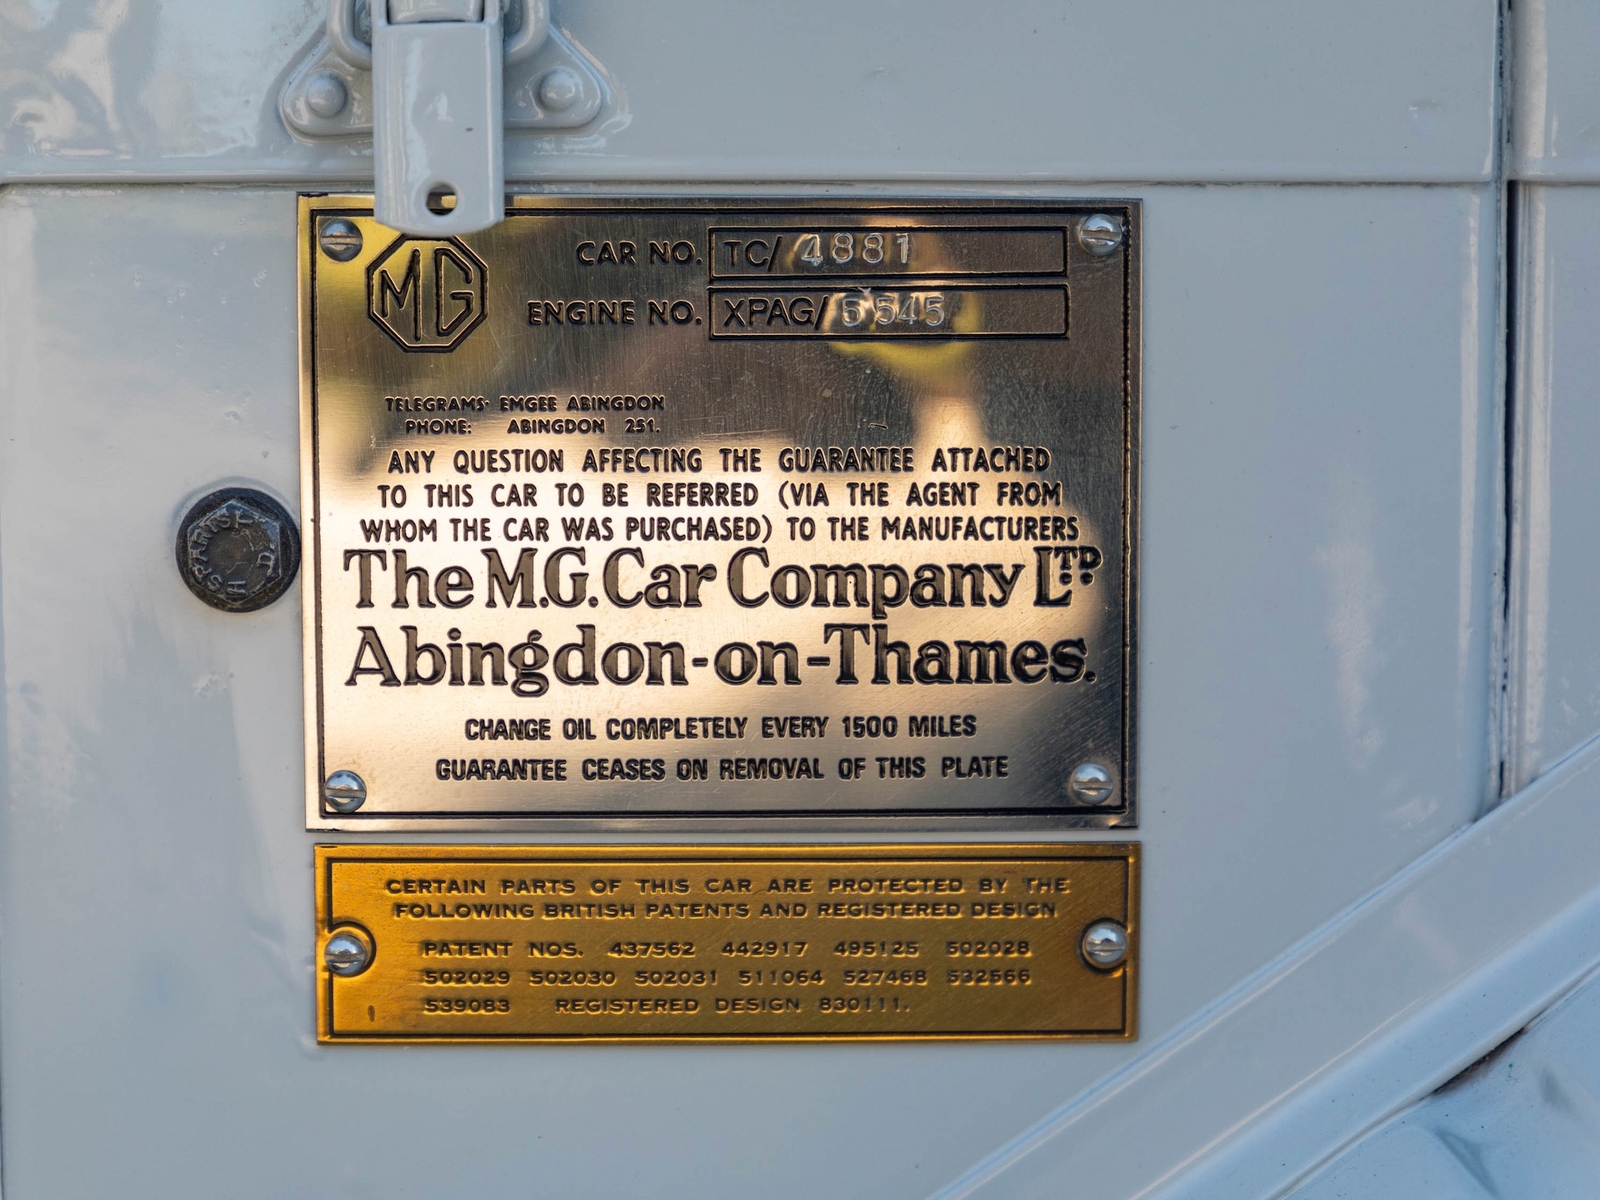 MG
CAR NO. TC/ 4881
ENGINE NO. XPAG/ 5545
TELEGRAMS: EMGEE ABINGDON
PHONE: ABINGDON 251.
ANY QUESTION AFFECTING THE GUARANTEE ATTACHED
TO THIS CAR TO BE REFERRED (VIA THE AGENT FROM
WHOM THE CAR WAS PURCHASED) TO THE MANUFACTURERS
The M.G. Car Company LTD.
Abingdon-on-Thames.
CHANGE OIL COMPLETELY EVERY 1500 MILES
GUARANTEE CEASES ON REMOVAL OF THIS PLATE
CERTAIN PARTS OF THIS CAR ARE PROTECTED BY THE
FOLLOWING BRITISH PATENTS AND REGISTERED DESIGN
PATENT NOS. 437562 442917 495125 502028
502029 502030 502031 511064 527468 532566
539083 REGISTERED DESIGN 830111.